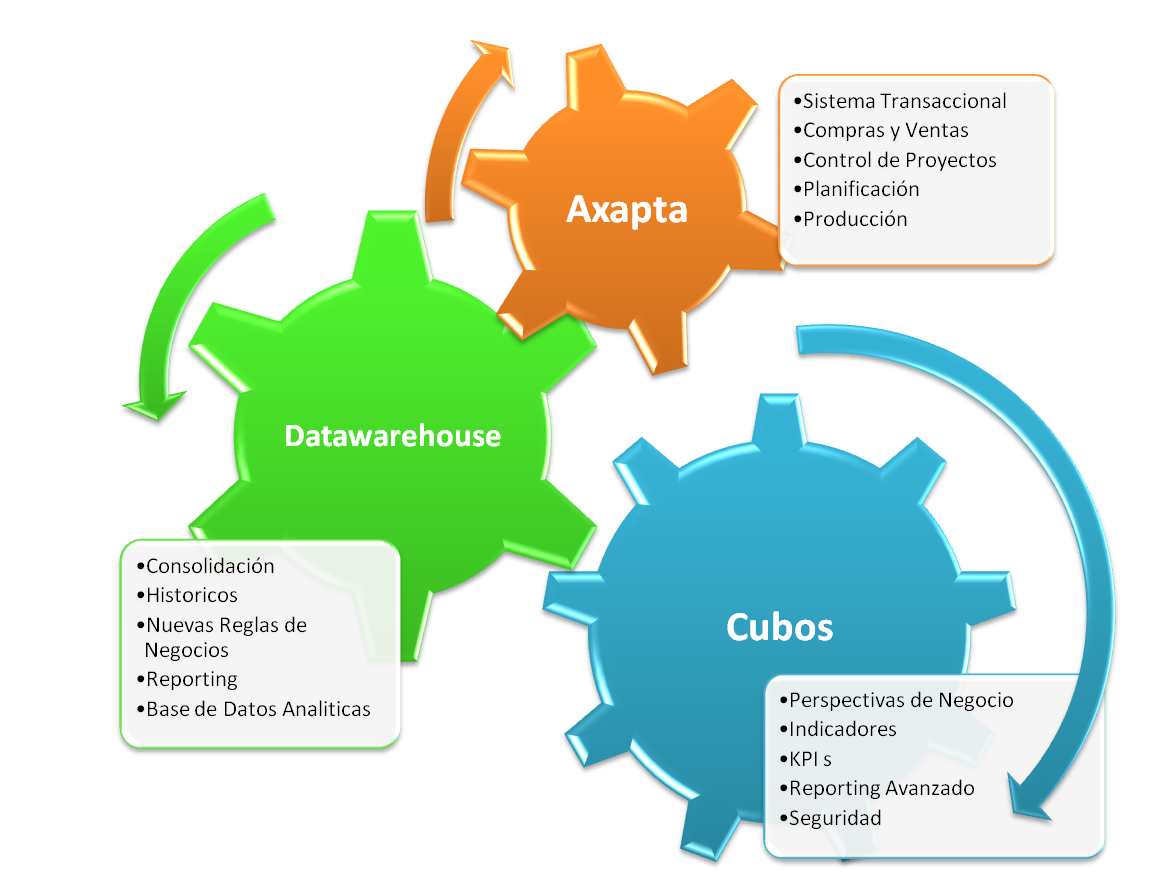 Axapta
•Sistema Transaccional
•Compras y Ventas
•Control de Proyectos
•Planificación
•Producción
Datawarehouse
•Consolidación
•Historicos
•Nuevas Reglas de
Negocios
•Reporting
•Base de Datos Analiticas
Cubos
•Perspectivas de Negocio
•Indicadores
•KPI s
•Reporting Avanzado
•Seguridad